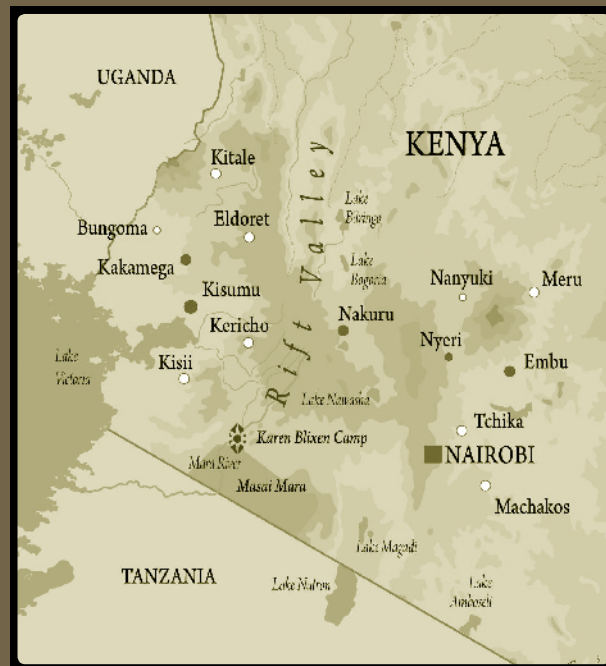 UGANDA
KENYA
Kitale
Rift Valley
Lake
Baringo
Bungoma
Eldoret
Kakamega
Lake
Bogoria
Kisumu
Nanyuki
Meru
Kericho
Nakuru
Nyeri
Embu
Lake
Victoria
Kisii
Lake Nawasha
Tchika
Karen Blixen Camp
Mara River
NAIROBI
Masai Mara
Machakos
Lake Magadi
TANZANIA
Lake Natron
Lake
Amboseli